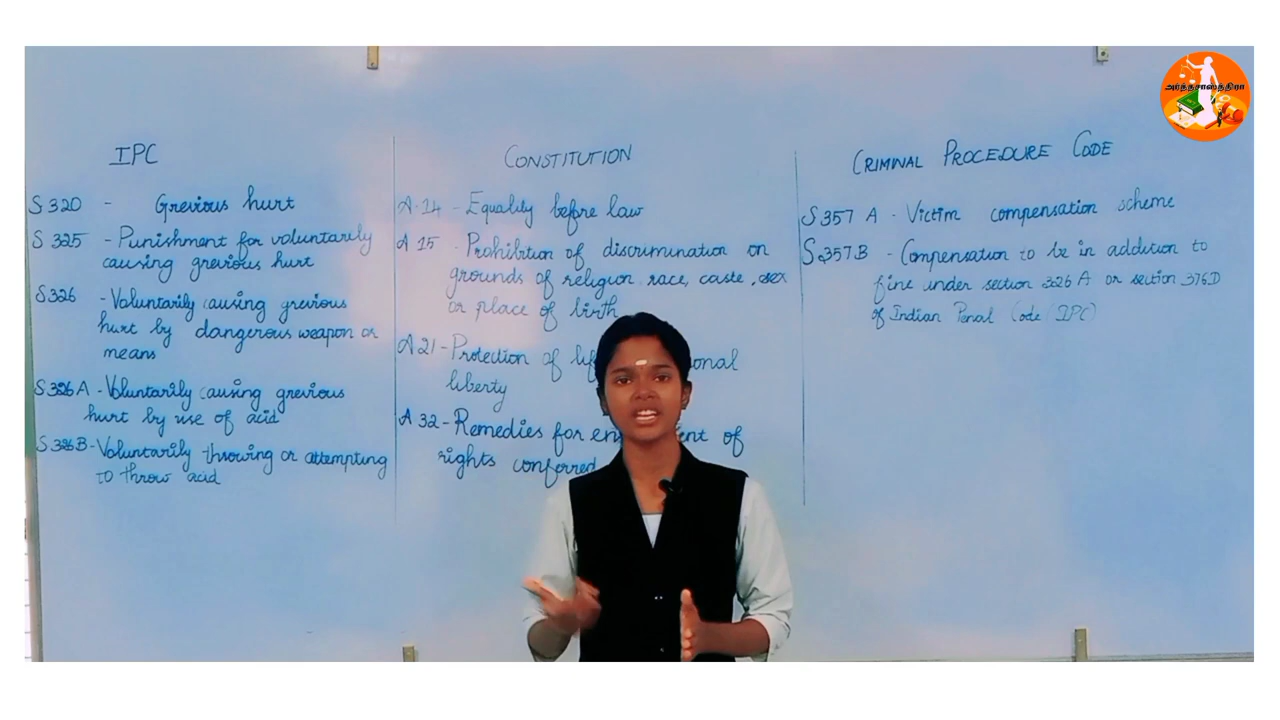 அர்த்தசாஸ்த்திரா
IPC
S 320 - Grevious hurt
S 325 - Punishment for voluntarily
causing grevious hurt
S326 - Voluntarily causing grevious
hurt by dangerous weapon or
means
S326A - Voluntarily causing grevious
hurt by use of acid
S326B - Voluntarily throwing or attempting
to throw acid
CONSTITUTION
A.14 - Equality before law
A 15 - Prohibition of discrimination on
grounds of religion, race, caste, sex
or place of birth
A 21 - Protection of
liberty
A 32 - Remedies for of
rights conferred
CRIMINAL PROCEDURE CODE
S 357 A - Victim compensation scheme
S 357 B - Compensation to be in addition to
fine under section 326 A or section 376D
of Indian Penal Code (IPC)